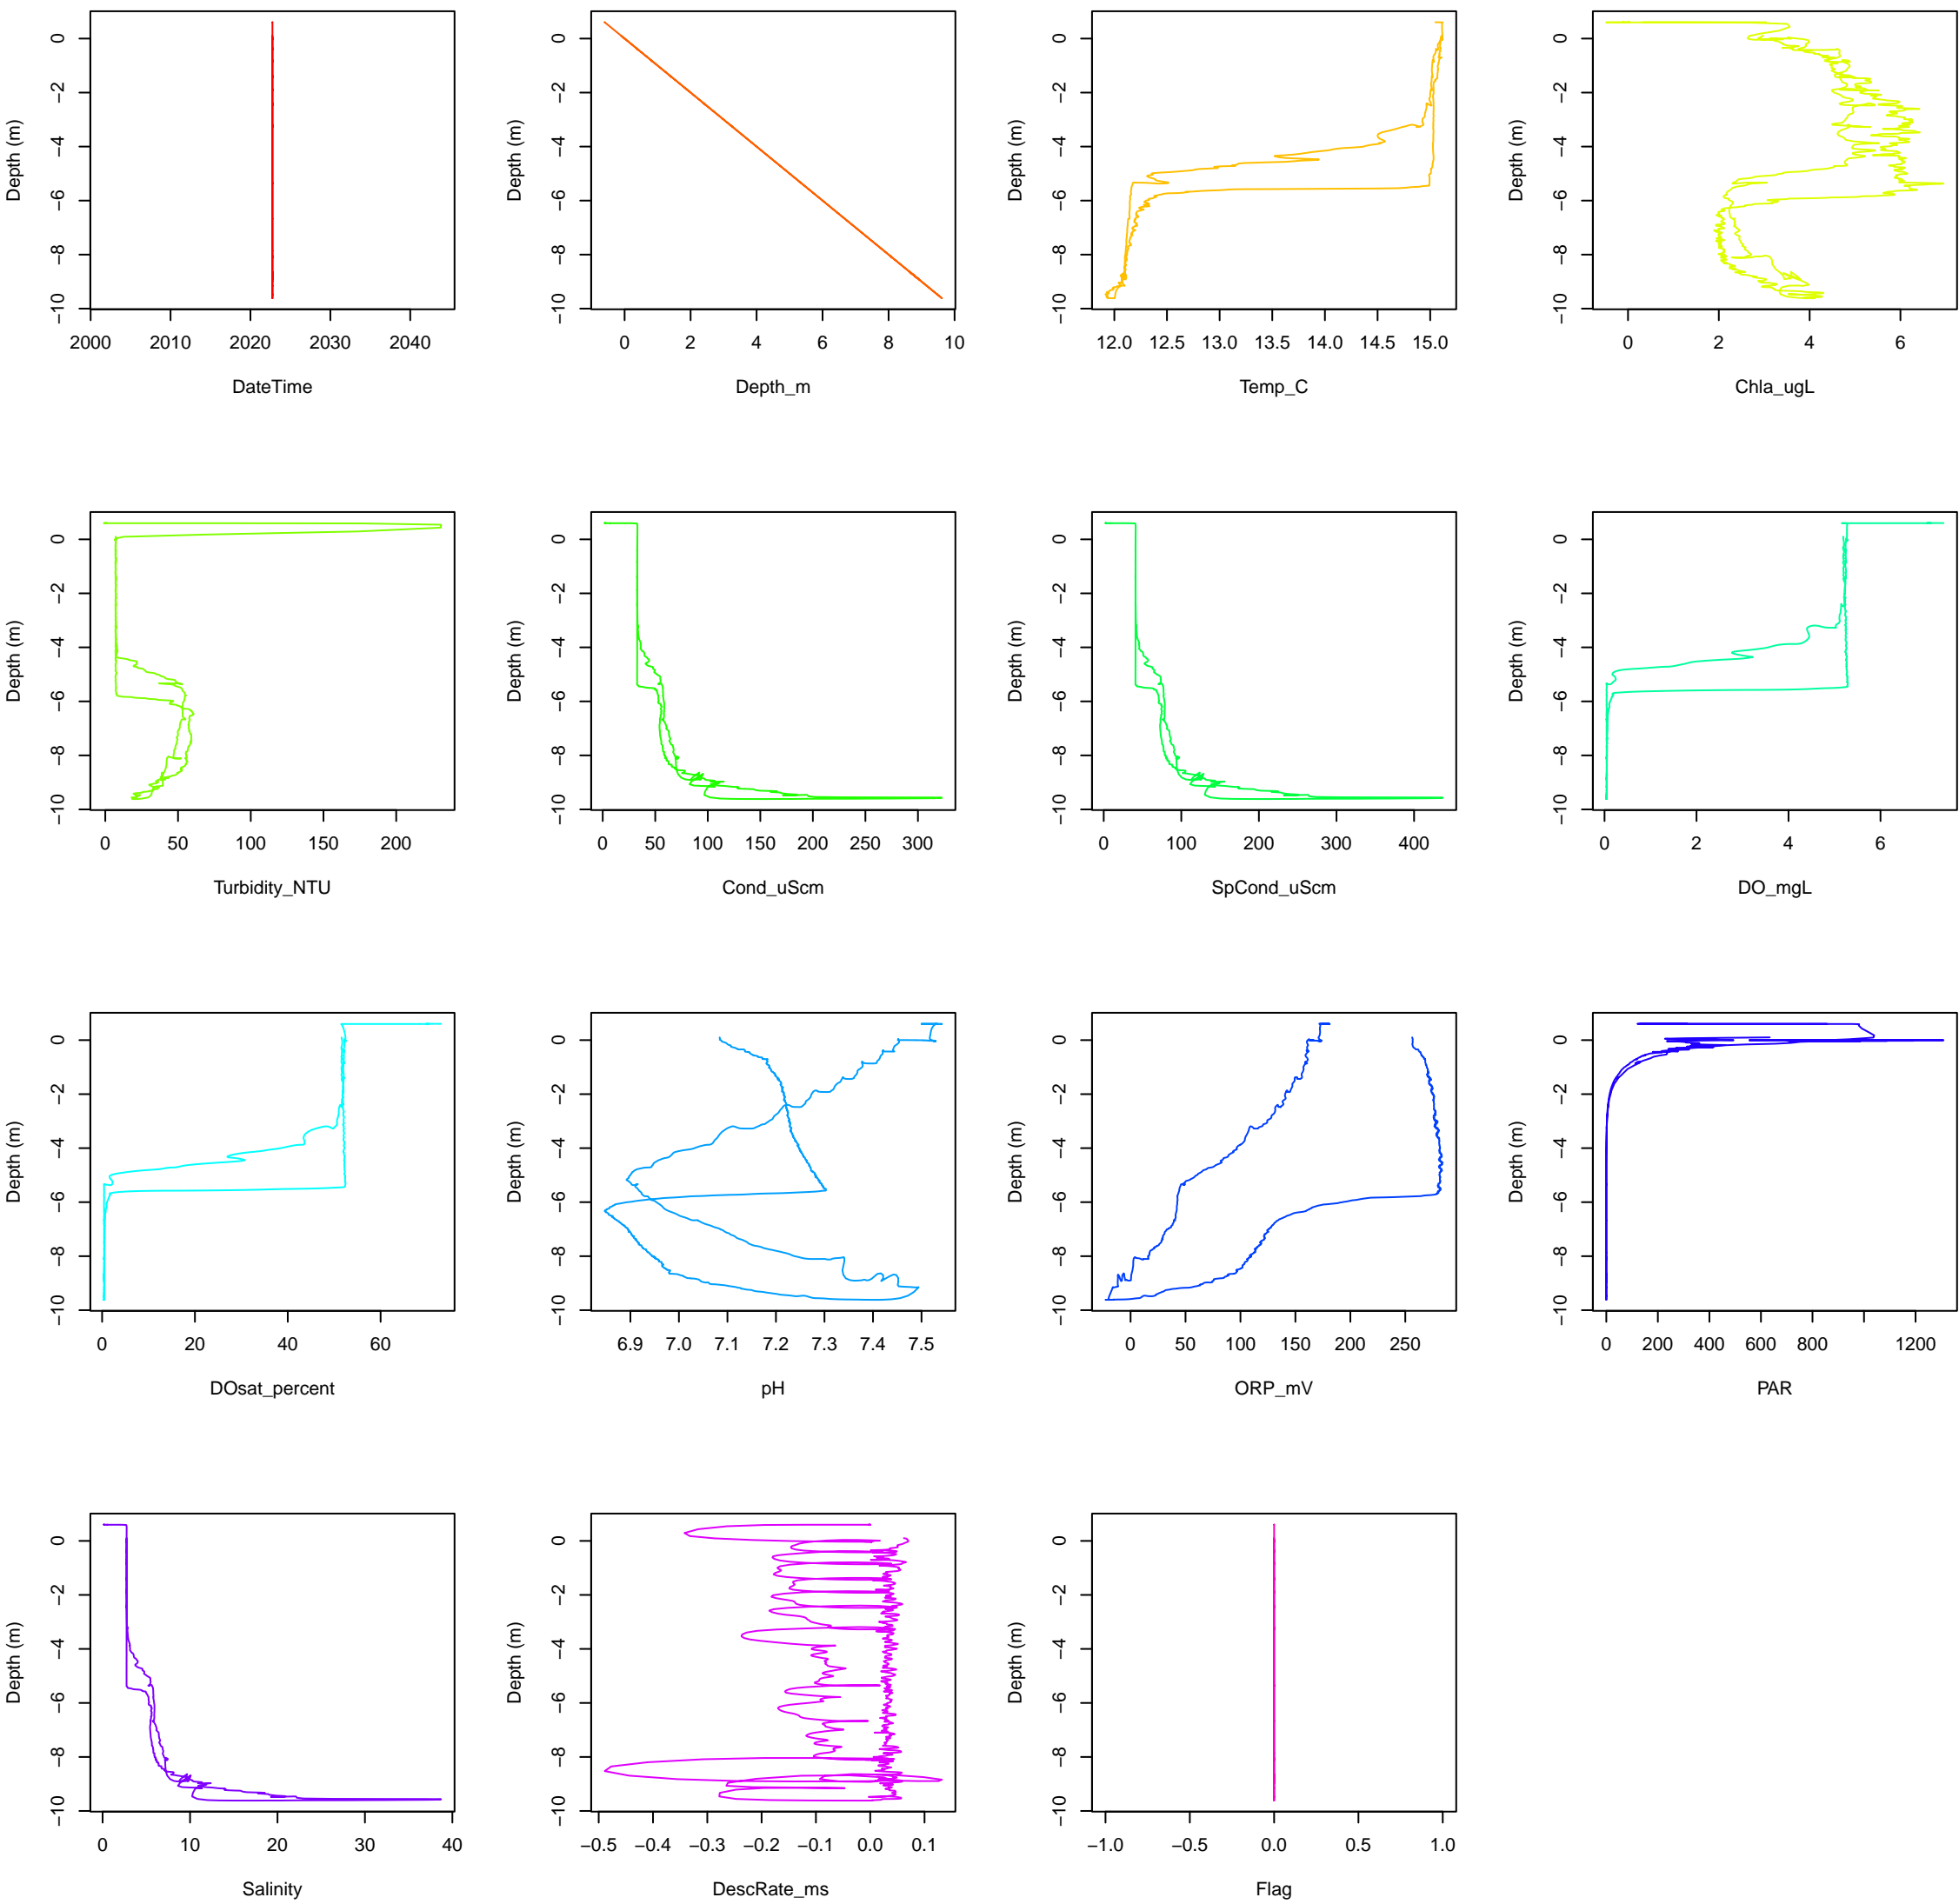 Depth (m)
0
−2
−4
−6
−8
−10
2000 2010 2020 2030 2040
DateTime
Depth (m)
0
−2
−4
−6
−8
−10
0 2 4 6 8 10
Depth_m
Depth (m)
0
−2
−4
−6
−8
−10
12.0 12.5 13.0 13.5 14.0 14.5 15.0
Temp_C
Depth (m)
0
−2
−4
−6
−8
−10
0 2 4 6
Chla_ugL
Depth (m)
0
−2
−4
−6
−8
−10
0 50 100 150 200
Turbidity_NTU
Depth (m)
0
−2
−4
−6
−8
−10
0 50 100 150 200 250 300
Cond_uScm
Depth (m)
0
−2
−4
−6
−8
−10
0 100 200 300 400
SpCond_uScm
Depth (m)
0
−2
−4
−6
−8
−10
0 2 4 6
DO_mgL
Depth (m)
0
−2
−4
−6
−8
−10
0 20 40 60
DOsat_percent
Depth (m)
0
−2
−4
−6
−8
−10
6.9 7.0 7.1 7.2 7.3 7.4 7.5
pH
Depth (m)
0
−2
−4
−6
−8
−10
0 50 100 150 200 250
ORP_mV
Depth (m)
0
−2
−4
−6
−8
−10
0 200 400 600 800 1200
PAR
Depth (m)
0
−2
−4
−6
−8
−10
0 10 20 30 40
Salinity
Depth (m)
0
−2
−4
−6
−8
−10
−0.5 −0.4 −0.3 −0.2 −0.1 0.0 0.1
DescRate_ms
Depth (m)
0
−2
−4
−6
−8
−10
−1.0 −0.5 0.0 0.5 1.0
Flag